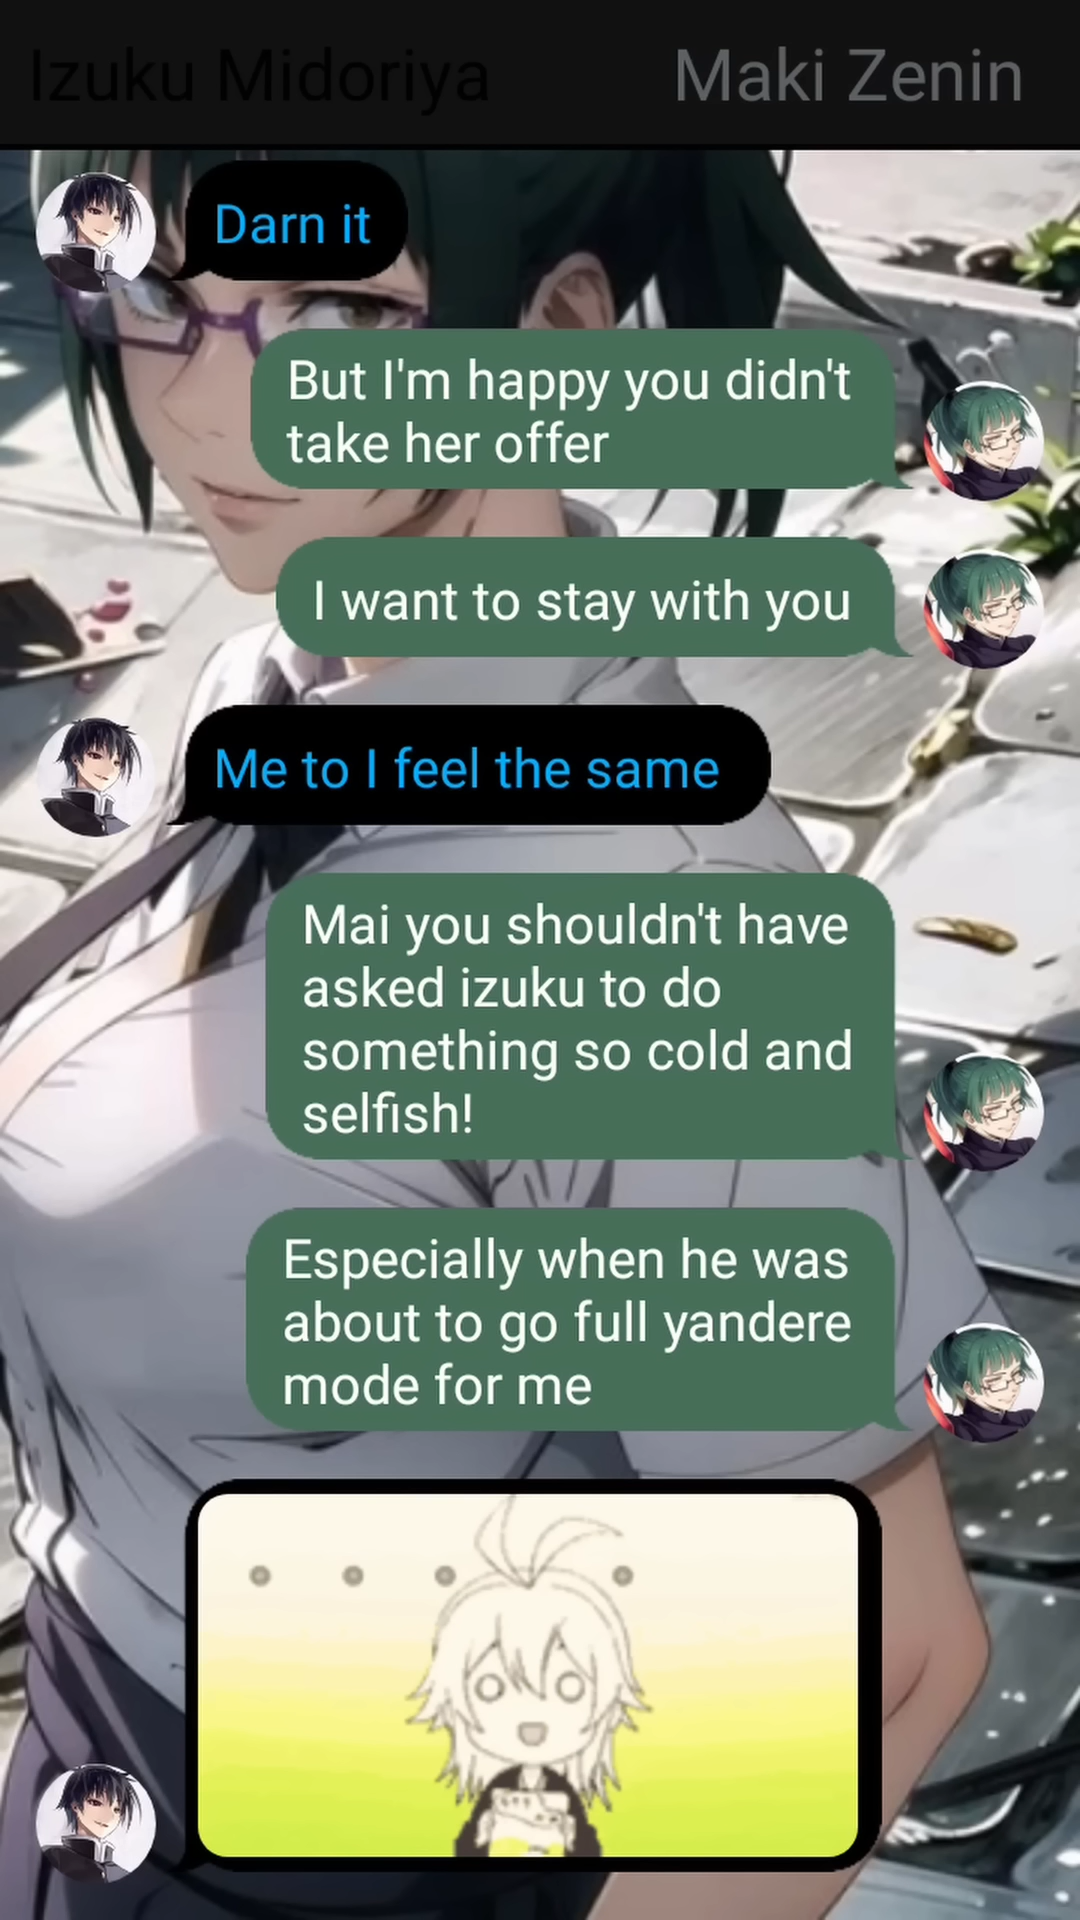 Izuku Midoriya
Maki Zenin
Darn it
But I'm happy you didn't
take her offer
I want to stay with you
Me to I feel the same
Mai you shouldn't have
asked izuku to do
something so cold and
selfish!
Especially when he was
about to go full yandere
mode for me